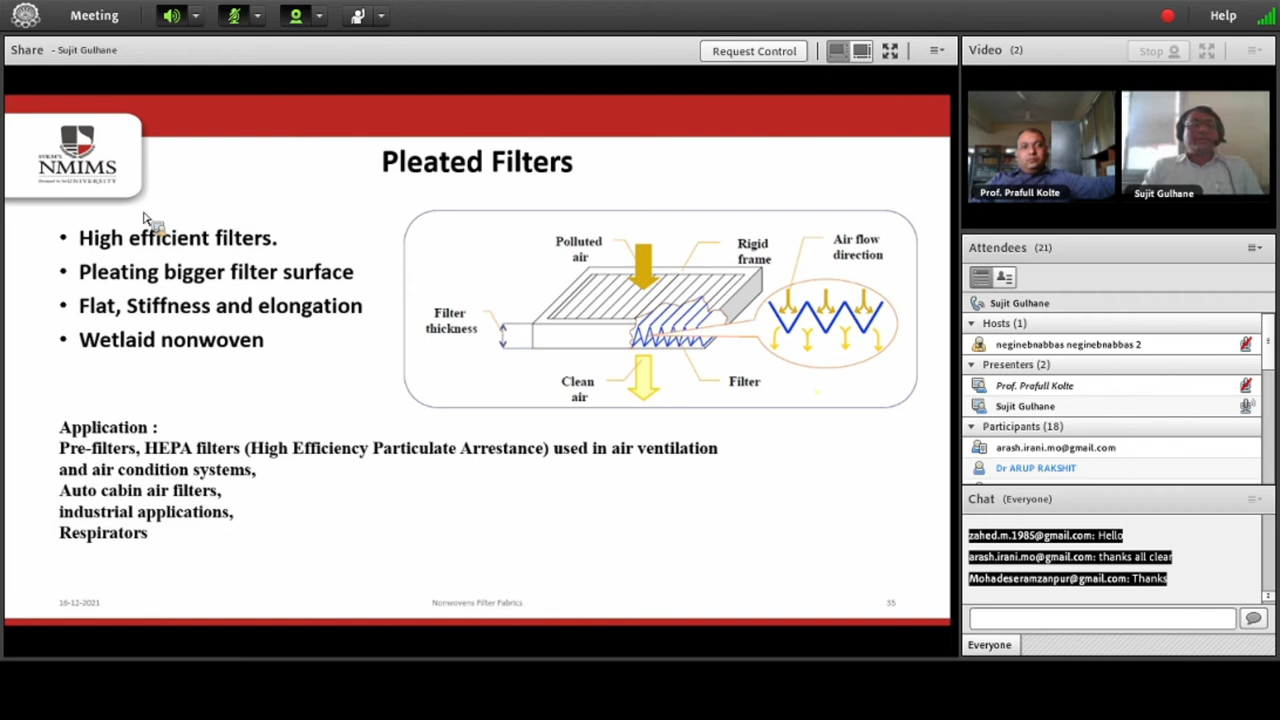 Meeting
Help
Share - Sujit Gulhane
Request Control
Video (2)
Stop
SVKM'S
NMIMS
Deemed to be UNIVERSITY
Pleated Filters
• High efficient filters.
• Pleating bigger filter surface
• Flat, Stiffness and elongation
• Wetlaid nonwoven
Polluted
air
Rigid
frame
Air flow
direction
Filter
thickness
Clean
air
Filter
Application :
Pre-filters, HEPA filters (High Efficiency Particulate Arrestance) used in air ventilation
and air condition systems,
Auto cabin air filters,
industrial applications,
Respirators
16-12-2021
Nonwovens Filter Fabrics
55
Prof. Prafull Kolte
Sujit Gulhane
Attendees (21)
Sujit Gulhane
Hosts (1)
neginebnabbas neginebnabbas 2
Presenters (2)
Prof. Prafull Kolte
Sujit Gulhane
Participants (18)
arash.irani.mo@gmail.com
Dr ARUP RAKSHIT
Chat (Everyone)
zahed.m.1985@gmail.com: Hello
arash.irani.mo@gmail.com: thanks all clear
Mohadeseramzanpur@gmail.com: Thanks
Everyone